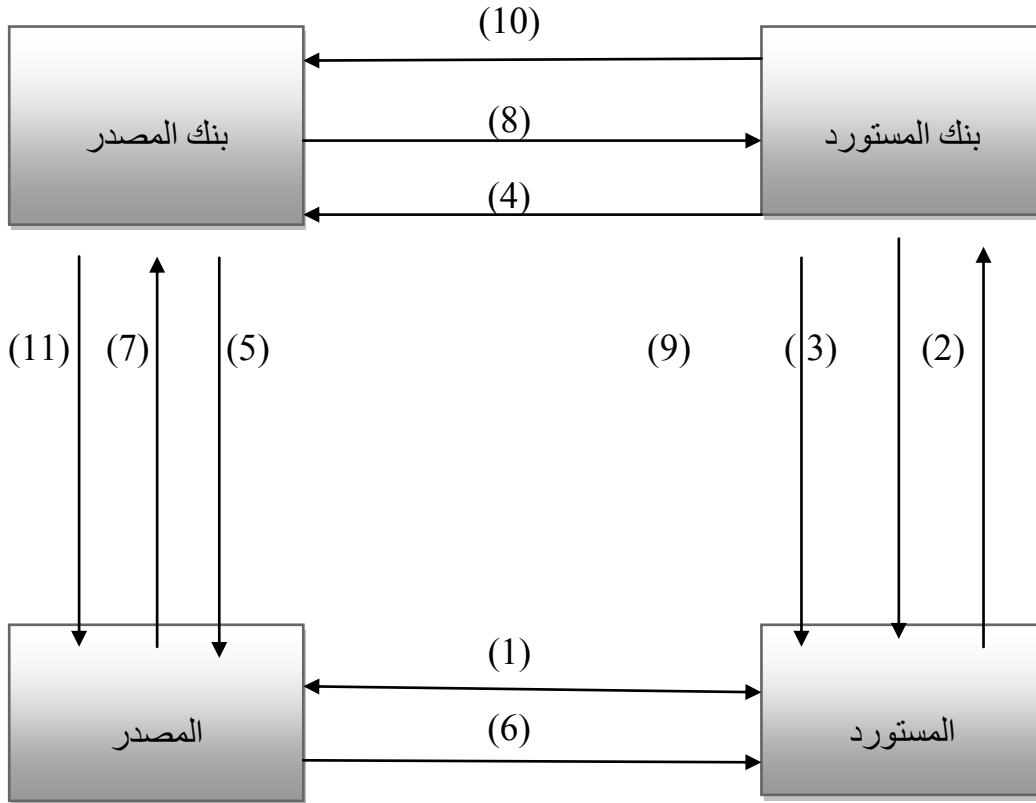 (10)
بنك المستورد
بنك المصدر
(8)
(4)
(2)
(3)
(9)
(5)
(7)
(11)
(1)
المستورد
المصدر
(6)